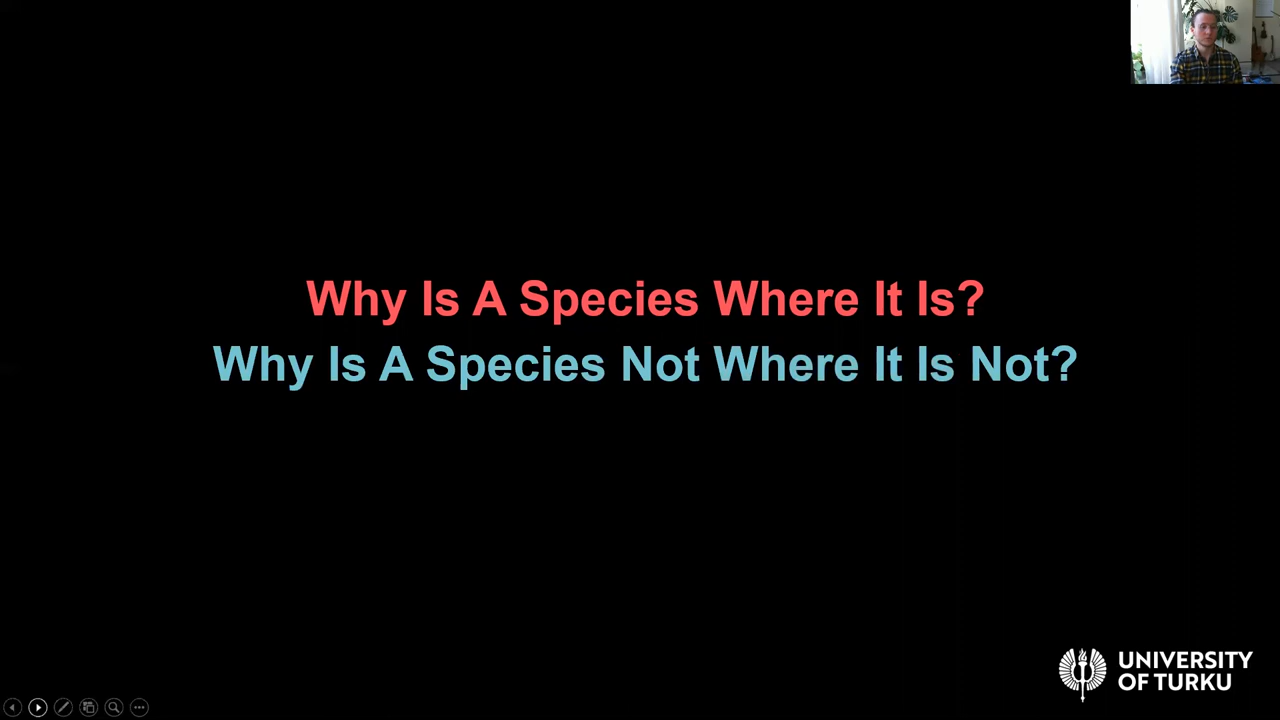 Why Is A Species Where It Is?
Why Is A Species Not Where It Is Not?
UNIVERSITY
OF TURKU